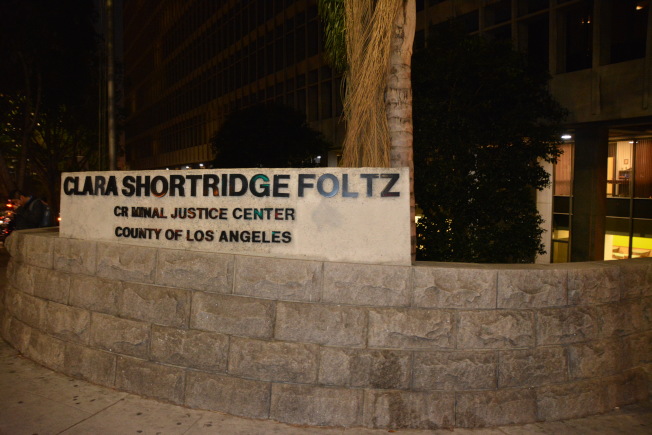 CLARA SHORTRIDGE FOLTZ
CR MINAL JUSTICE CENTER
COUNTY OF LOS ANGELES